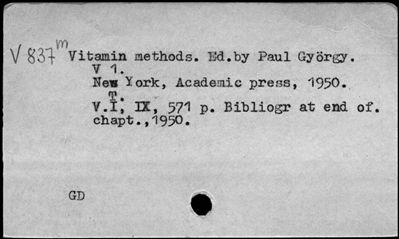 V 837 m Vitamin methods. Ed.by Paul György.
V 1.
New York, Academic press, 1950.
T.
V.I, IX, 571 p. Bibliogr at end of.
chapt.,1950.
GD